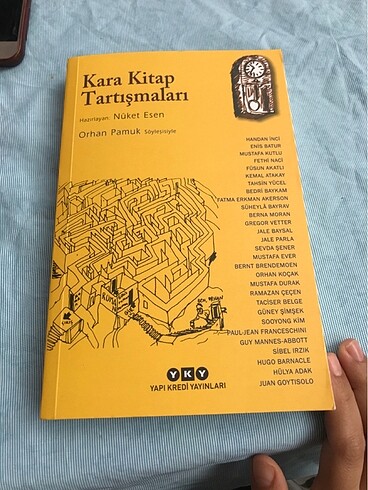 Kara Kitap
Tartışmaları
Hazırlayan: Nüket Esen
Orhan Pamuk Söyleşisiyle
HANDAN İNCİ
ENİS BATUR
MUSTAFA KUTLU
FETHİ NACİ
FÜSUN AKATLI
KEMAL ATAKAY
TAHSİN YÜCEL
BEDRİ BAYKAM
FATMA ERKMAN AKERSON
SÜHEYLÂ BAYRAV
BERNA MORAN
GREGOR VETTER
JALE BAYSAL
JALE PARLA
SEVDA ŞENER
MUSTAFA EVER
BERNT BRENDEMOEN
ORHAN KOÇAK
MUSTAFA DURAK
RAMAZAN ÇEÇEN
TACİSER BELGE
GÜNEY ŞİMŞEK
SOOYONG KİM
PAUL-JEAN FRANCESCHINI
GUY MANNES-ABBOTT
SİBEL IRZIK
HUGO BARNACLE
HÜLYA ADAK
JUAN GOYTISOLO
YKY
YAPI KREDİ YAYINLARI